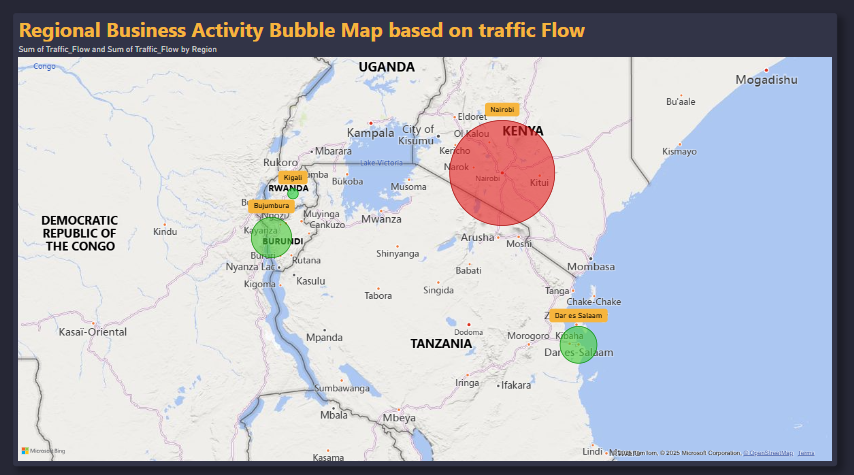 Regional Business Activity Bubble Map based on traffic Flow
Sum of Traffic_Flow and Sum of Traffic_Flow by Region
Congo
UGANDA
Mogadishu
Bu'aale
Nairobi
Eldoret
Kampala
City of
Kisumu
Ol Kalou
KENYA
Mbarara
Kericho
Kismayo
Rukoro
Lake Victoria
Narok
Kigali
Bukoba
Nairobi
Kitui
RWANDA
Musoma
Bujumbura
Ngozi
Muyinga
Mwanza
DEMOCRATIC
REPUBLIC OF
THE CONGO
Kindu
Kayanza
Cankuzo
BURUNDI
Arusha
Moshi
Shinyanga
Rutana
Nyanza Lac
Babati
Mombasa
Kigoma
Kasulu
Tabora
Singida
Tanga
Chake-Chake
Dar es Salaam
Kasaï-Oriental
Dodoma
Mpanda
TANZANIA
Morogoro
Kibaha
Dar es-Salaam
Sumbawanga
Iringa
Ifakara
Mbala
Mbeya
Kasama
Lindi
Microsoft Bing
© 2025 Microsoft Corporation, © OpenStreetMap Terms